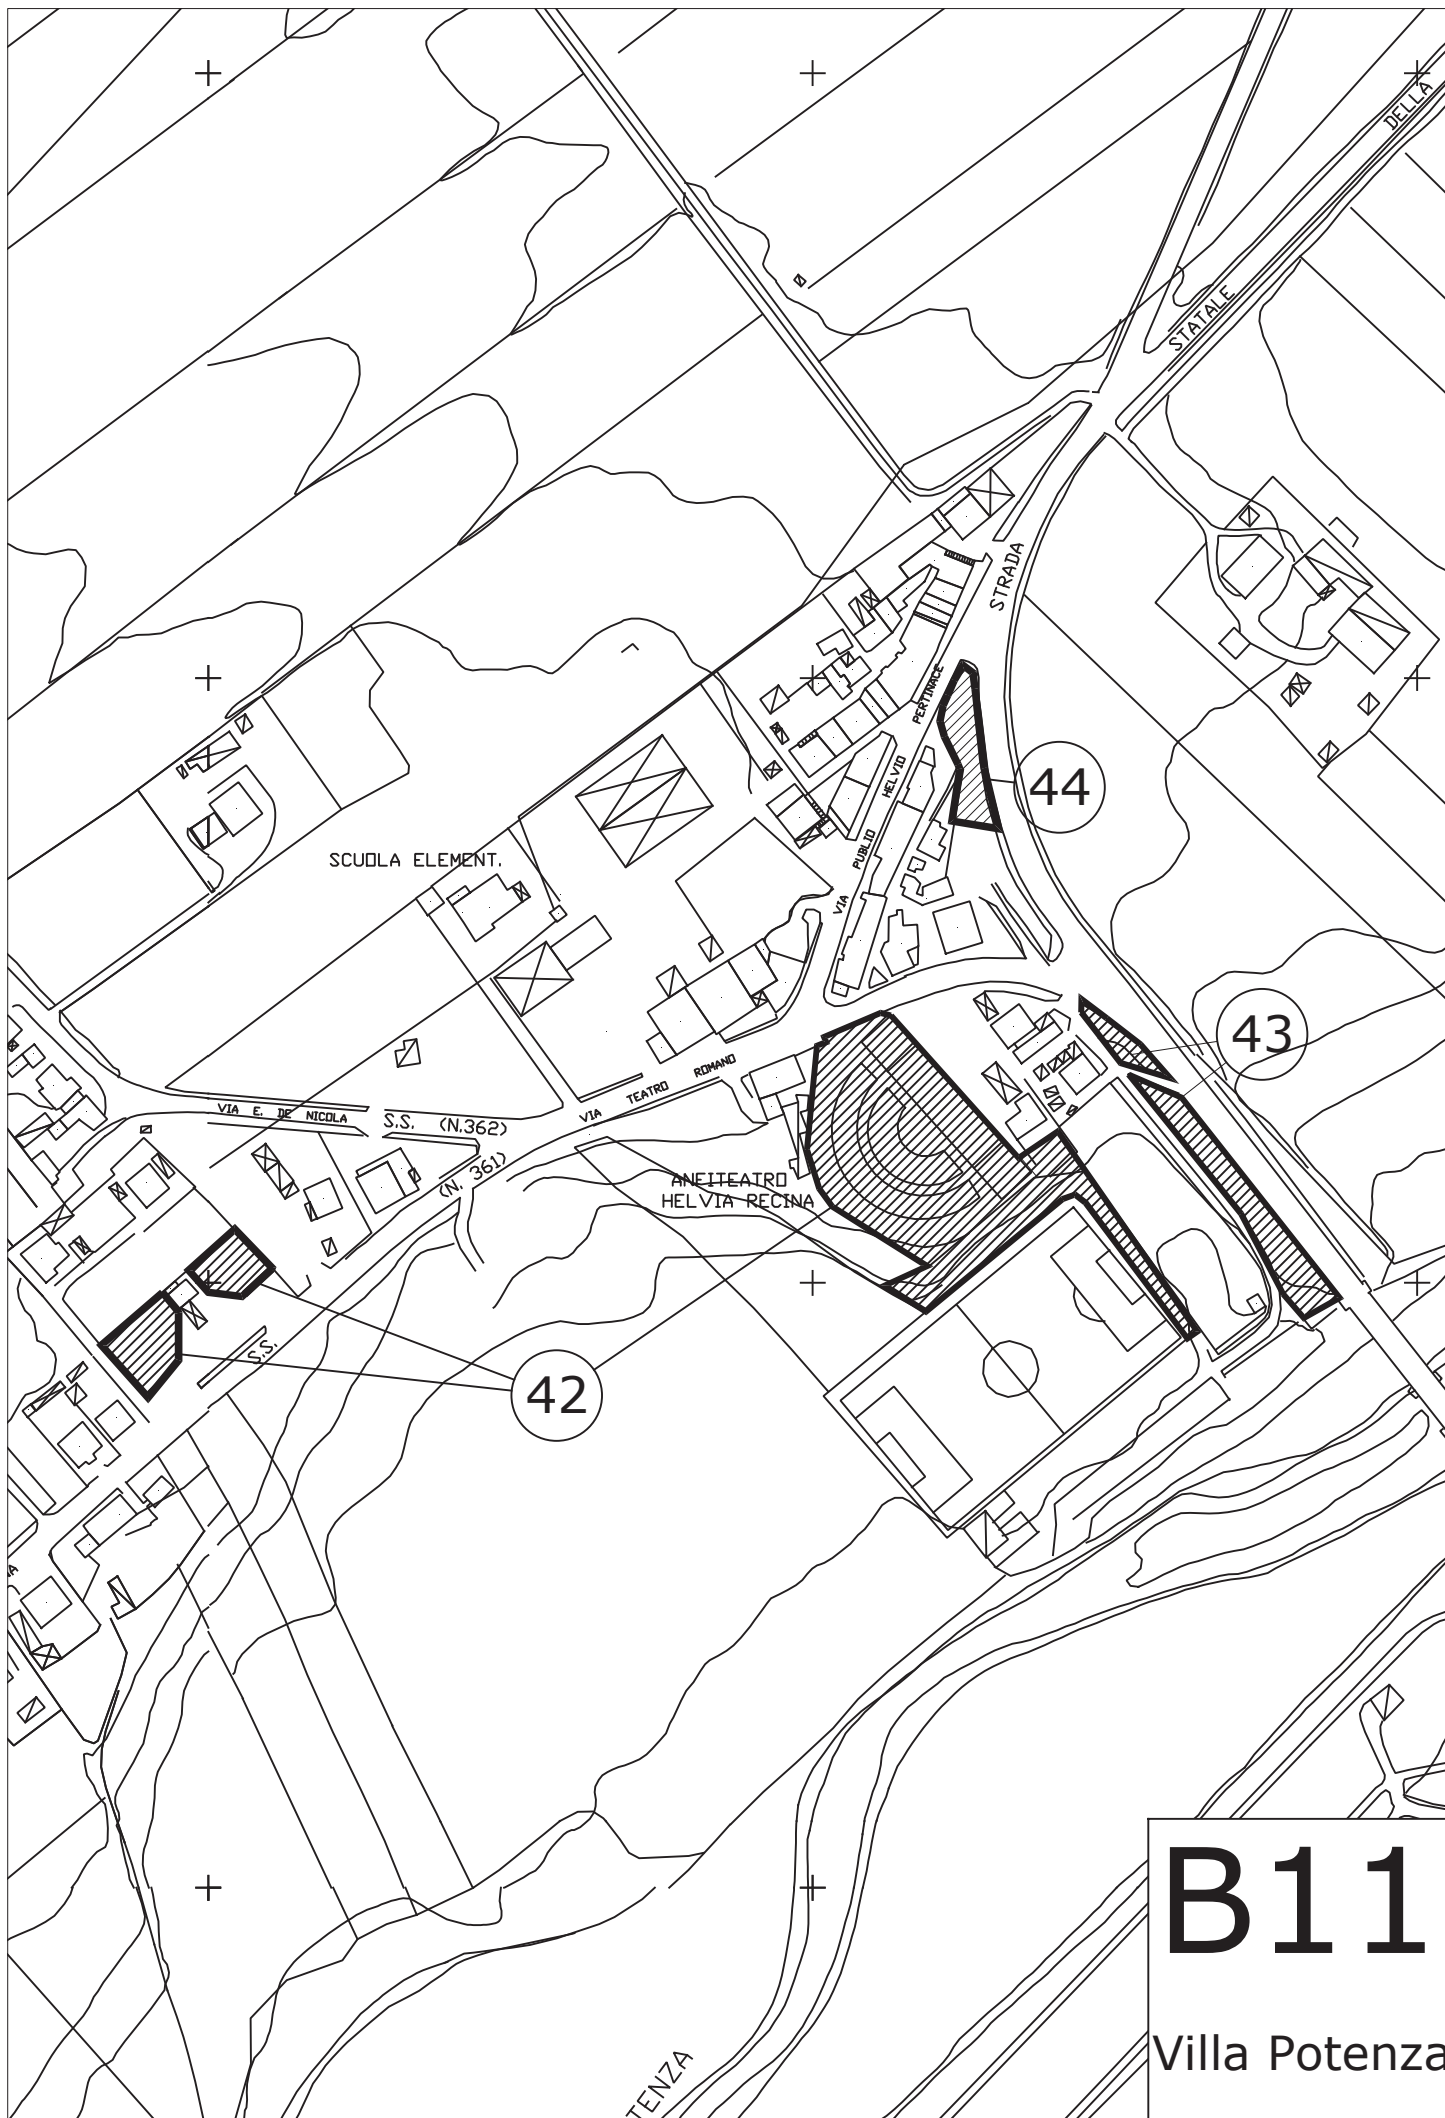 DELLA
STATALE
STRADA
PERTINACE
HELVIO
PUBLIO
VIA
44
SCUOLA ELEMENT.
43
VIA TEATRO ROMANO
VIA E. DE NICOLA
S.S. (N.362)
(N. 361)
ANFITEATRO
HELVIA RECINA
S.S.
42
B11
Villa Potenza
TENZA